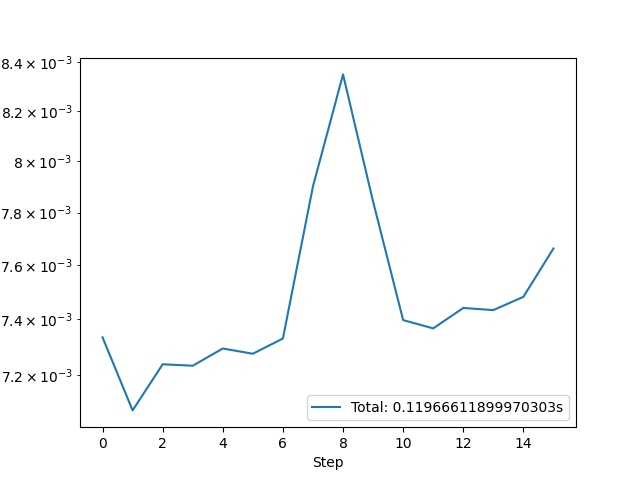 8.4 × 10⁻³
8.2 × 10⁻³
8 × 10⁻³
7.8 × 10⁻³
7.6 × 10⁻³
7.4 × 10⁻³
7.2 × 10⁻³
Total: 0.11966611899970303s
0 2 4 6 8 10 12 14
Step